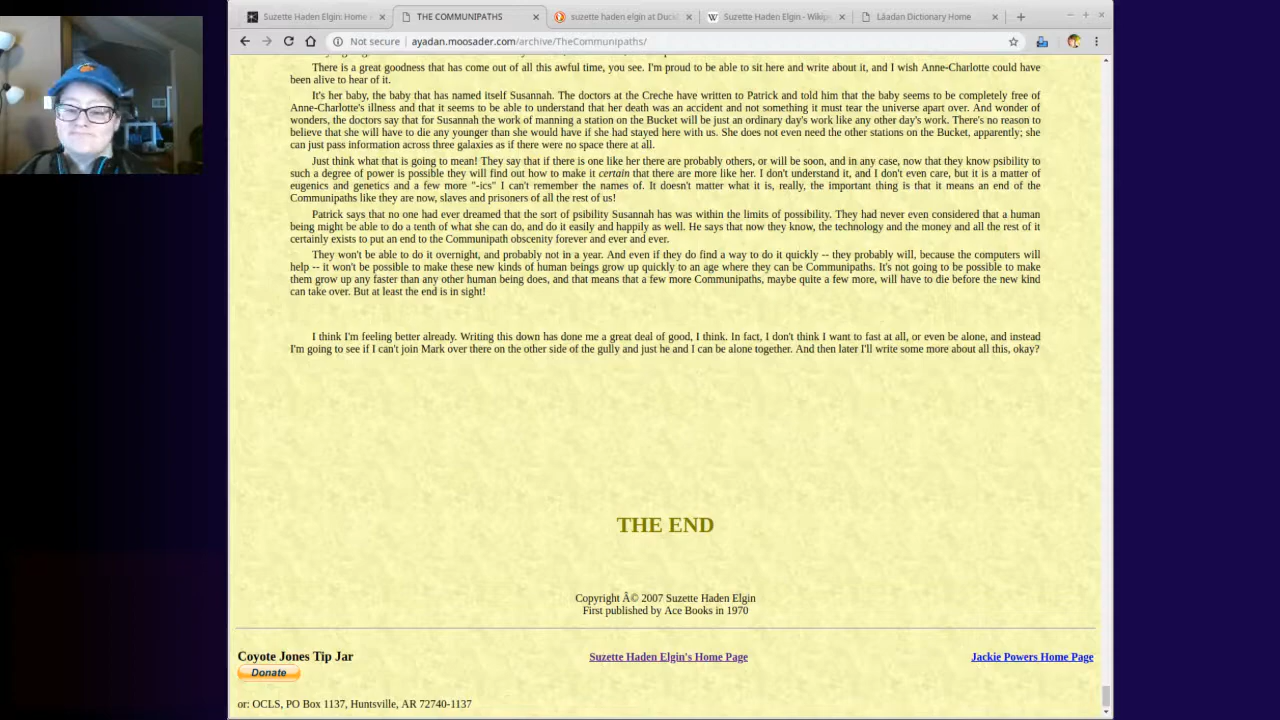 Suzette Haden Elgin: Home -
THE COMMUNIPATHS
suzette haden elgin at Duck
Suzette Haden Elgin - Wikip
Láadan Dictionary Home
Not secure | ayadan.moosader.com/archive/TheCommunipaths/
There is a great goodness that has come out of all this awful time, you see. I'm proud to be able to sit here and write about it, and I wish Anne-Charlotte could have
been alive to hear of it.
It's her baby, the baby that has named itself Susannah. The doctors at the Creche have written to Patrick and told him that the baby seems to be completely free of
Anne-Charlotte's illness and that it seems to be able to understand that her death was an accident and not something it must tear the universe apart over. And wonder of
wonders, the doctors say that for Susannah the work of manning a station on the Bucket will be just an ordinary day's work like any other day's work. There's no reason to
believe that she will have to die any younger than she would have if she had stayed here with us. She does not even need the other stations on the Bucket, apparently; she
can just pass information across three galaxies as if there were no space there at all.
Just think what that is going to mean! They say that if there is one like her there are probably others, or will be soon, and in any case, now that they know psibility to
such a degree of power is possible they will find out how to make it certain that there are more like her. I don't understand it, and I don't even care, but it is a matter of
eugenics and genetics and a few more "-ics" I can't remember the names of. It doesn't matter what it is, really, the important thing is that it means an end of the
Communipaths like they are now, slaves and prisoners of all the rest of us!
Patrick says that no one had ever dreamed that the sort of psibility Susannah has was within the limits of possibility. They had never even considered that a human
being might be able to do a tenth of what she can do, and do it easily and happily as well. He says that now they know, the technology and the money and all the rest of it
certainly exists to put an end to the Communipath obscenity forever and ever and ever.
They won't be able to do it overnight, and probably not in a year. And even if they do find a way to do it quickly -- they probably will, because the computers will
help -- it won't be possible to make these new kinds of human beings grow up quickly to an age where they can be Communipaths. It's not going to be possible to make
them grow up any faster than any other human being does, and that means that a few more Communipaths, maybe quite a few more, will have to die before the new kind
can take over. But at least the end is in sight!
I think I'm feeling better already. Writing this down has done me a great deal of good, I think. In fact, I don't think I want to fast at all, or even be alone, and instead
I'm going to see if I can't join Mark over there on the other side of the gully and just he and I can be alone together. And then later I'll write some more about all this, okay?
THE END
Copyright Â© 2007 Suzette Haden Elgin
First published by Ace Books in 1970
Coyote Jones Tip Jar
Suzette Haden Elgin's Home Page
Jackie Powers Home Page
Donate
or: OCLS, PO Box 1137, Huntsville, AR 72740-1137